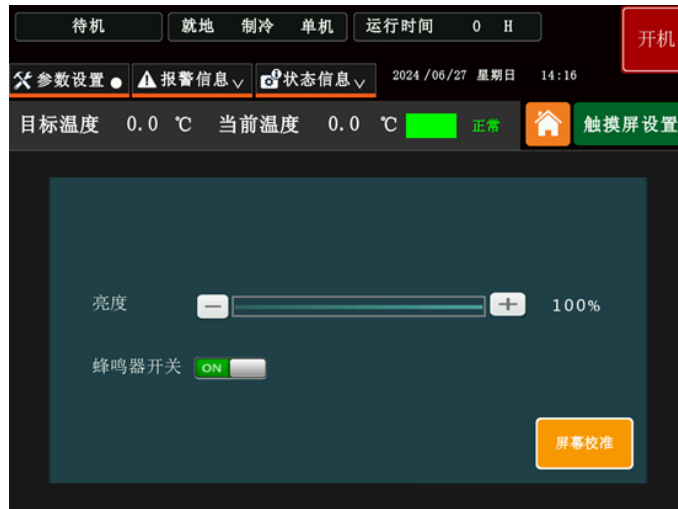 待机 就地 制冷 单机 运行时间 0 H 开机
参数设置 报警信息 状态信息 2024 /06/27 星期日 14:16
目标温度 0.0 ℃ 当前温度 0.0 ℃ 正常 触摸屏设置
亮度 100%
蜂鸣器开关 ON
屏幕校准